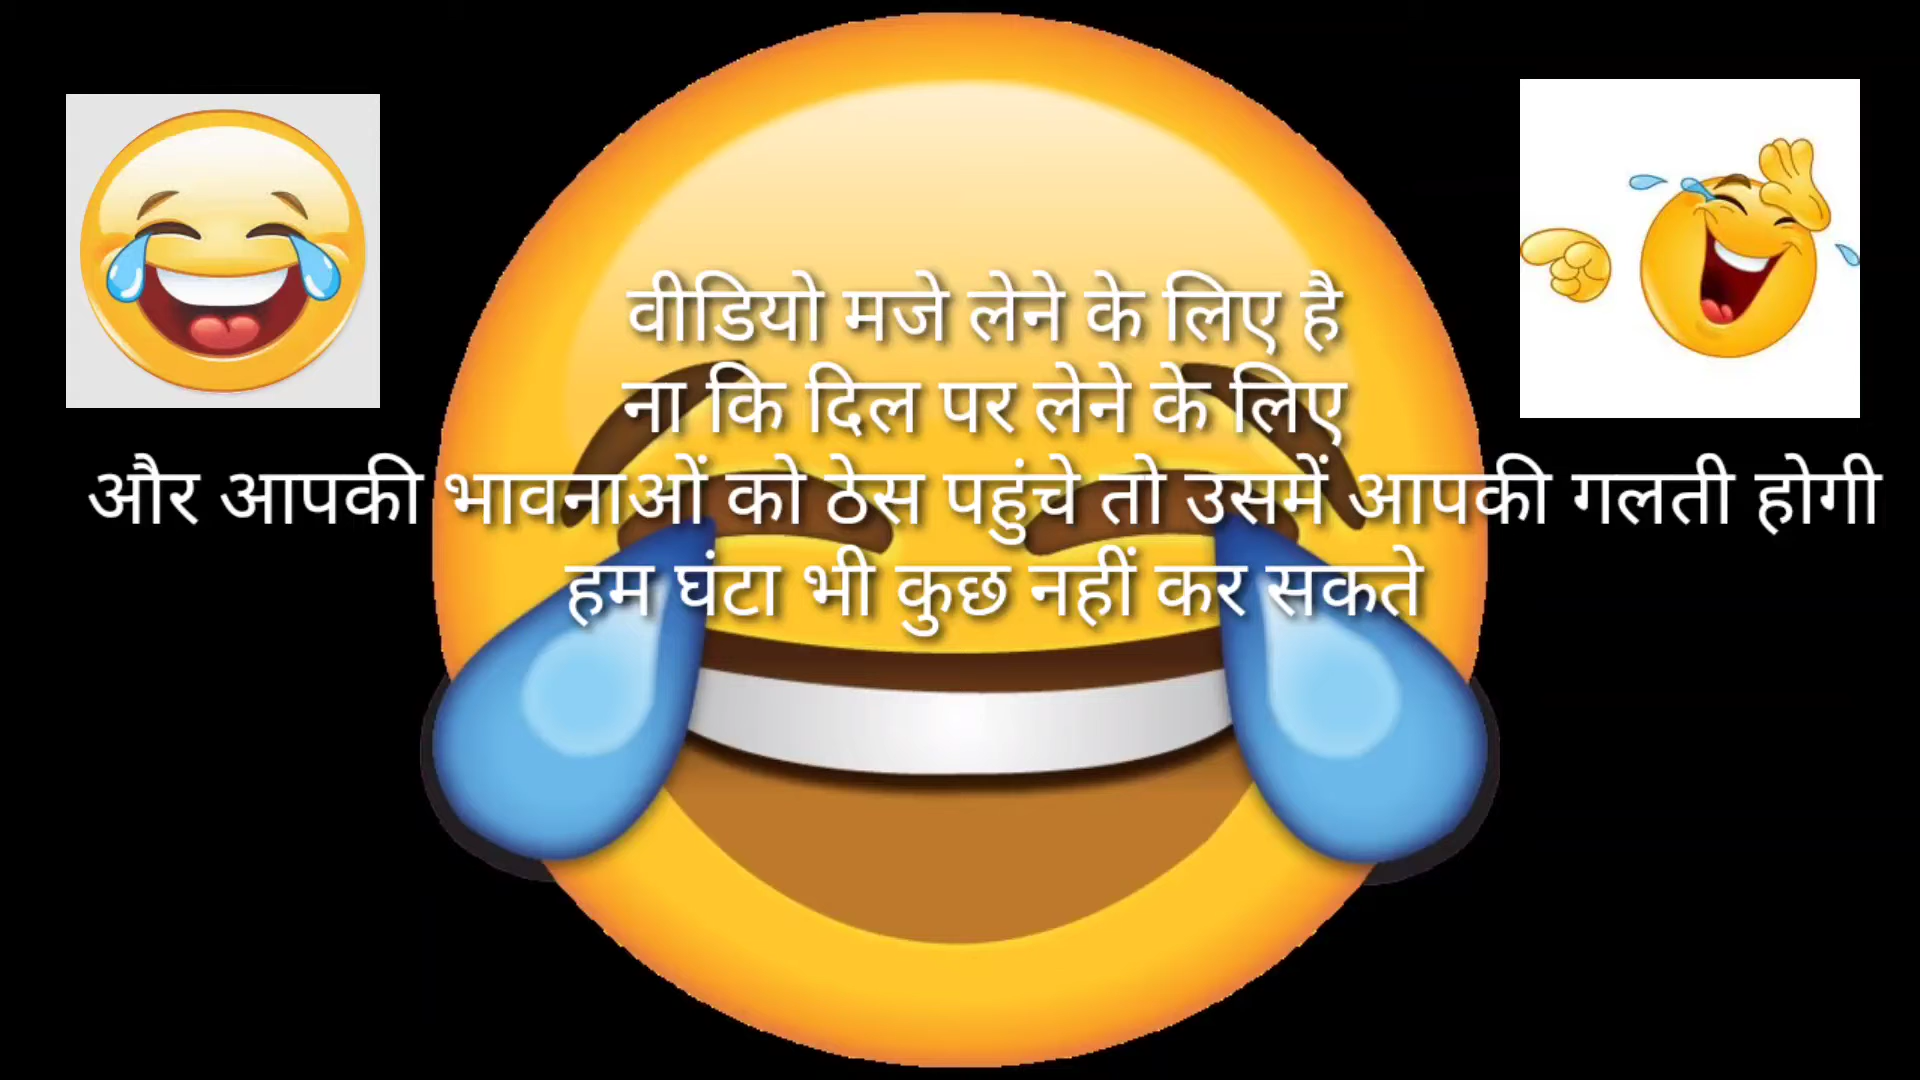 वीडियो मजे लेने के लिए है
ना कि दिल पर लेने के लिए
और आपकी भावनाओं को ठेस पहुंचे तो उसमें आपकी गलती होगी
हम घंटा भी कुछ नहीं कर सकते